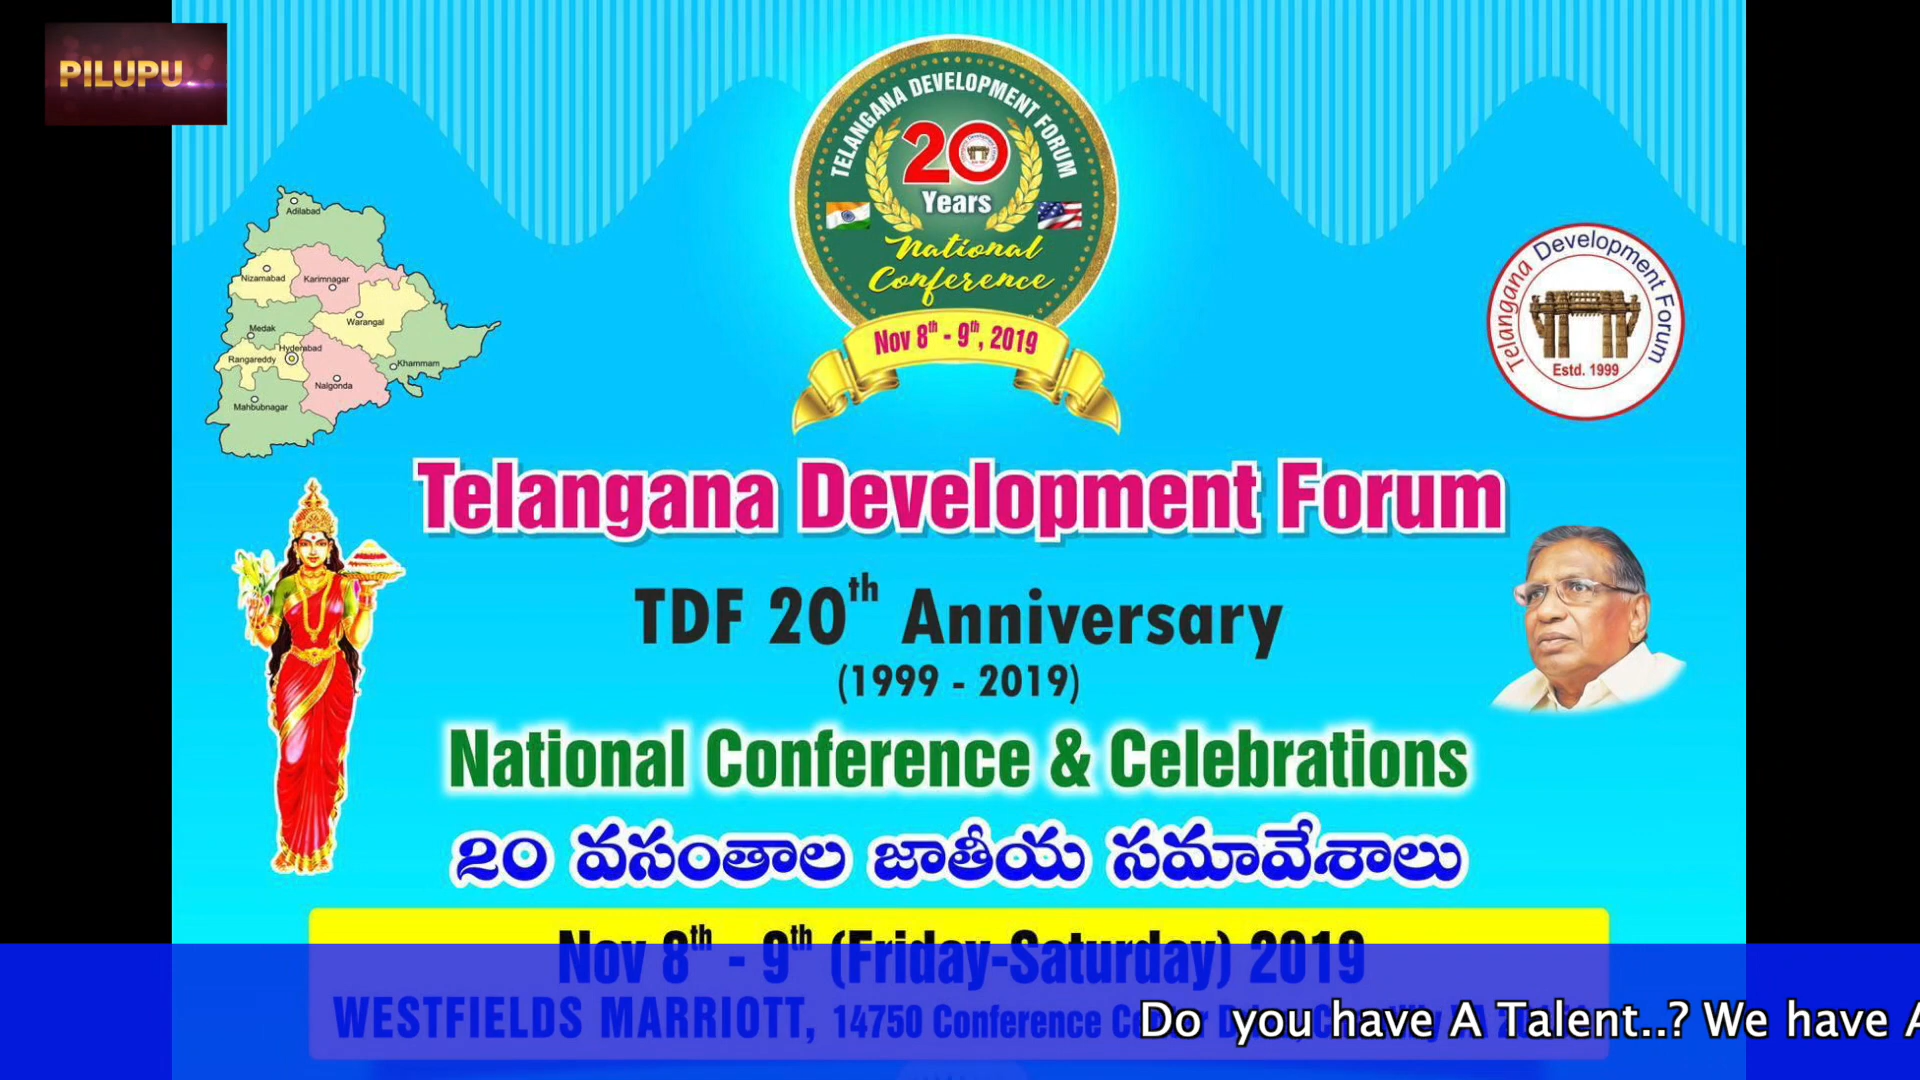 PILUPU
TELANGANA DEVELOPMENT FORUM
20
Years
National
Conference
Nov 8th - 9th, 2019
Adilabad
Nizamabad
Karimnagar
Warangal
Medak
Hyderabad
Rangareddy
Khammam
Nalgonda
Mahbubnagar
Telangana Development Forum
Estd. 1999
Telangana Development Forum
TDF 20th Anniversary
(1999 - 2019)
National Conference & Celebrations
౨౦ వసంతాల జాతీయ సమావేశాలు
Nov 8th - 9th (Friday-Saturday) 2019
WESTFIELDS MARRIOTT, 14750 Conference
Do you have A Talent..? We have A